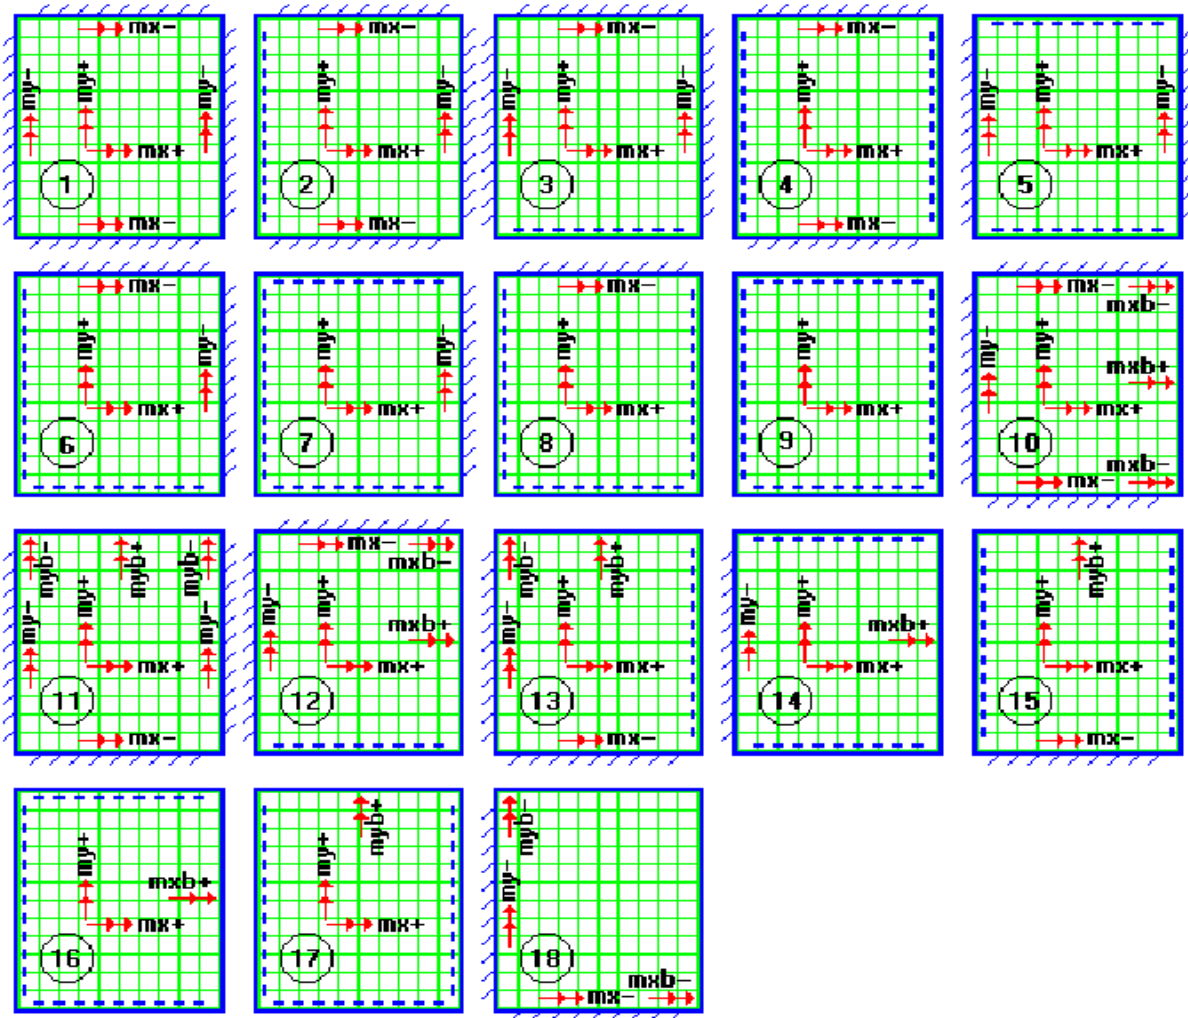 mx-
my- my+ my-
mx+
1
mx-
mx-
my+ my-
mx+
2
mx-
mx-
my- my+ my-
mx+
3
mx-
my+
mx+
4
mx-
my- my+ my-
mx+
5
mx-
my+ my-
mx+
6
my+ my-
mx+
7
mx-
my+
mx+
8
my+
mx+
9
mx-
mxb-
my- my+
mxb+
mx+
10
mxb-
mx-
myb- myb+ myb-
my- my+ my-
mx+
11
mx-
mx-
mxb-
my- my+
mxb+
mx+
12
myb- myb+
my- my+
mx+
13
mx-
my- my+
mxb+
mx+
14
myb+
my+
mx+
15
mx-
my+
mxb+
mx+
16
myb+
my+
mx+
17
myb-
my-
18
mxb-
mx-